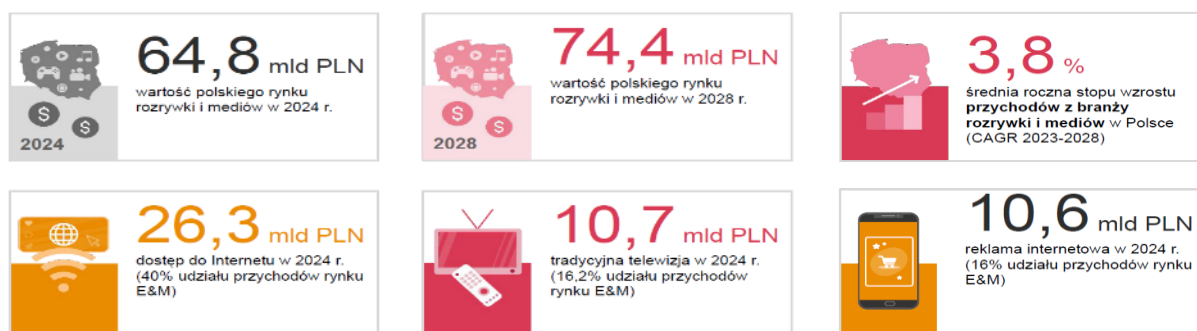 64,8 mld PLN
wartość polskiego rynku
rozrywki i mediów w 2024 r.
2024
74,4 mld PLN
wartość polskiego rynku
rozrywki i mediów w 2028 r.
2028
3,8 %
średnia roczna stopu wzrostu
przychodów z branży
rozrywki i mediów w Polsce
(CAGR 2023-2028)
26,3 mld PLN
dostęp do Internetu w 2024 r.
(40% udziału przychodów rynku
E&M)
10,7 mld PLN
tradycyjna telewizja w 2024 r.
(16,2% udziału przychodów
rynku E&M)
10,6 mld PLN
reklama internetowa w 2024 r.
(16% udziału przychodów rynku
E&M)